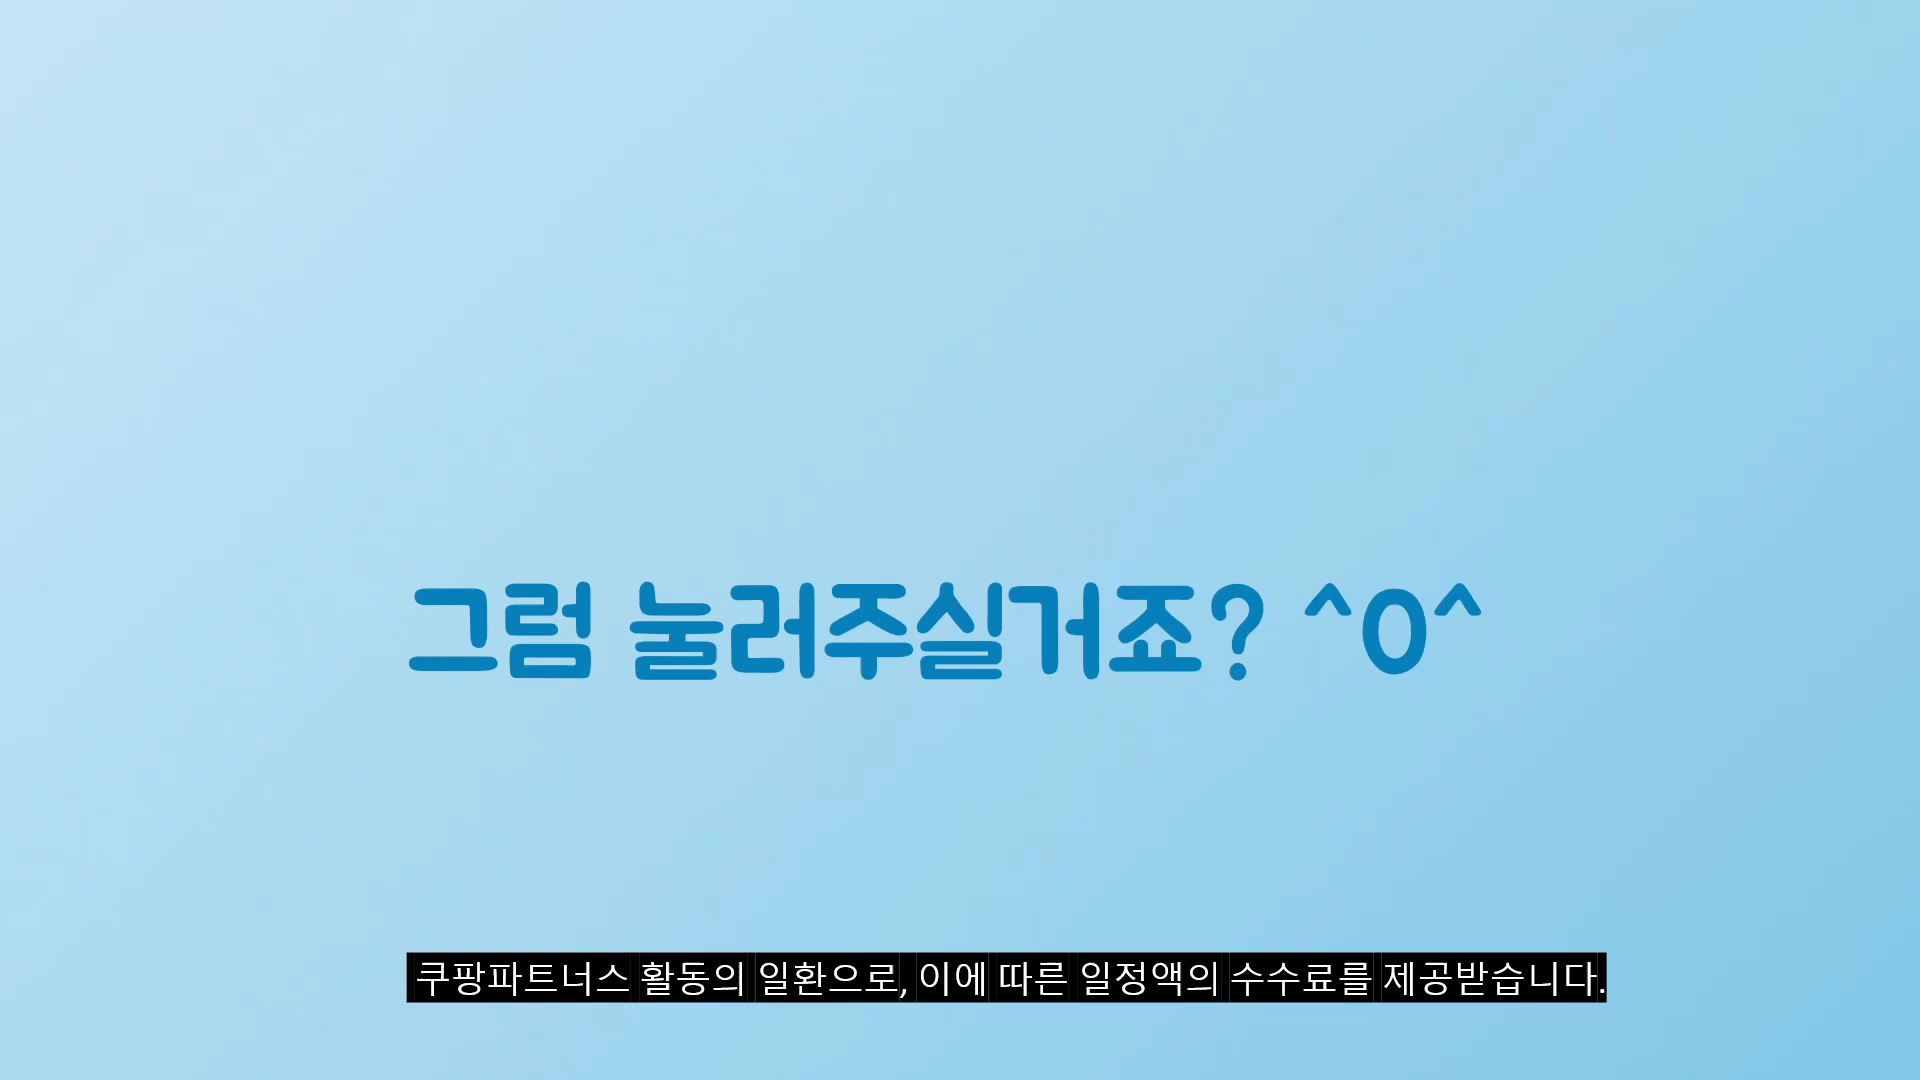 그럼 눌러주실거죠? ^0^
쿠팡파트너스 활동의 일환으로, 이에 따른 일정액의 수수료를 제공받습니다.